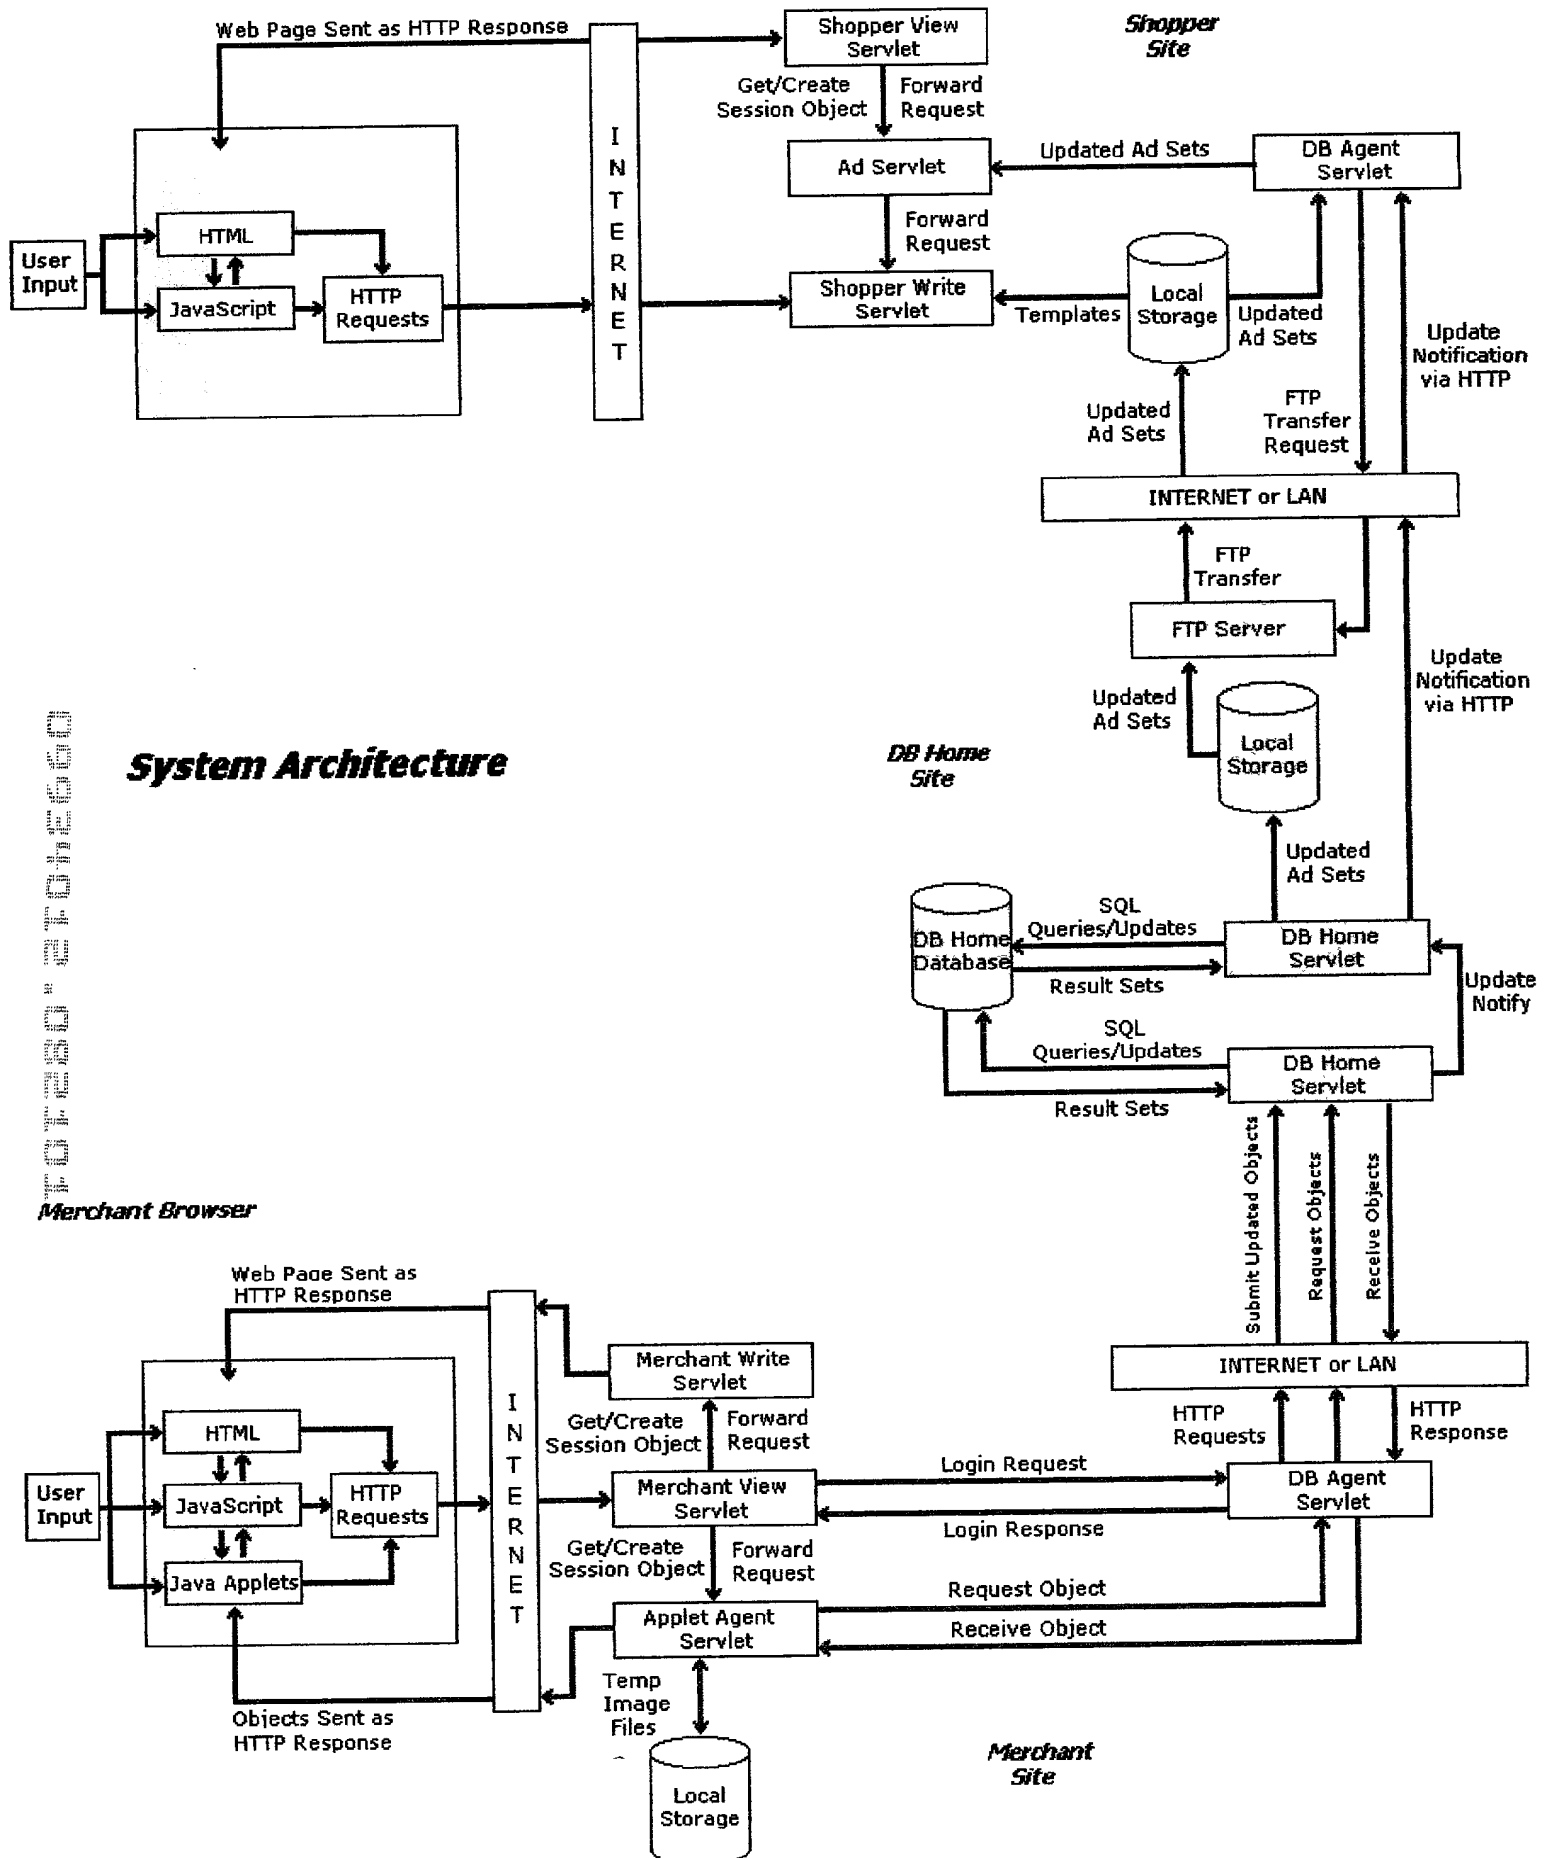 Web Page Sent as HTTP Response
Shopper View
Servlet
Shopper
Site
Get/Create
Session Object
Forward
Request
INTERNET
Ad Servlet
Updated Ad Sets
DB Agent
Servlet
Forward
Request
User
Input
HTML
JavaScript
HTTP
Requests
Shopper Write
Servlet
Templates
Local
Storage
Updated
Ad Sets
Update
Notification
via HTTP
Updated
Ad Sets
FTP
Transfer
Request
INTERNET or LAN
FTP
Transfer
FTP Server
Updated
Ad Sets
Local
Storage
Update
Notification
via HTTP
System Architecture
DB Home
Site
Updated
Ad Sets
DB Home
Database
SQL
Queries/Updates
Result Sets
DB Home
Servlet
Update
Notify
SQL
Queries/Updates
Result Sets
DB Home
Servlet
Submit Updated Objects
Request Objects
Receive Objects
Merchant Browser
Web Page Sent as
HTTP Response
INTERNET
Merchant Write
Servlet
INTERNET or LAN
Get/Create
Session Object
Forward
Request
HTTP
Requests
HTTP
Response
User
Input
HTML
JavaScript
Java Applets
HTTP
Requests
Merchant View
Servlet
Login Request
Login Response
DB Agent
Servlet
Get/Create
Session Object
Forward
Request
Applet Agent
Servlet
Request Object
Receive Object
Objects Sent as
HTTP Response
Temp
Image
Files
Local
Storage
Merchant
Site